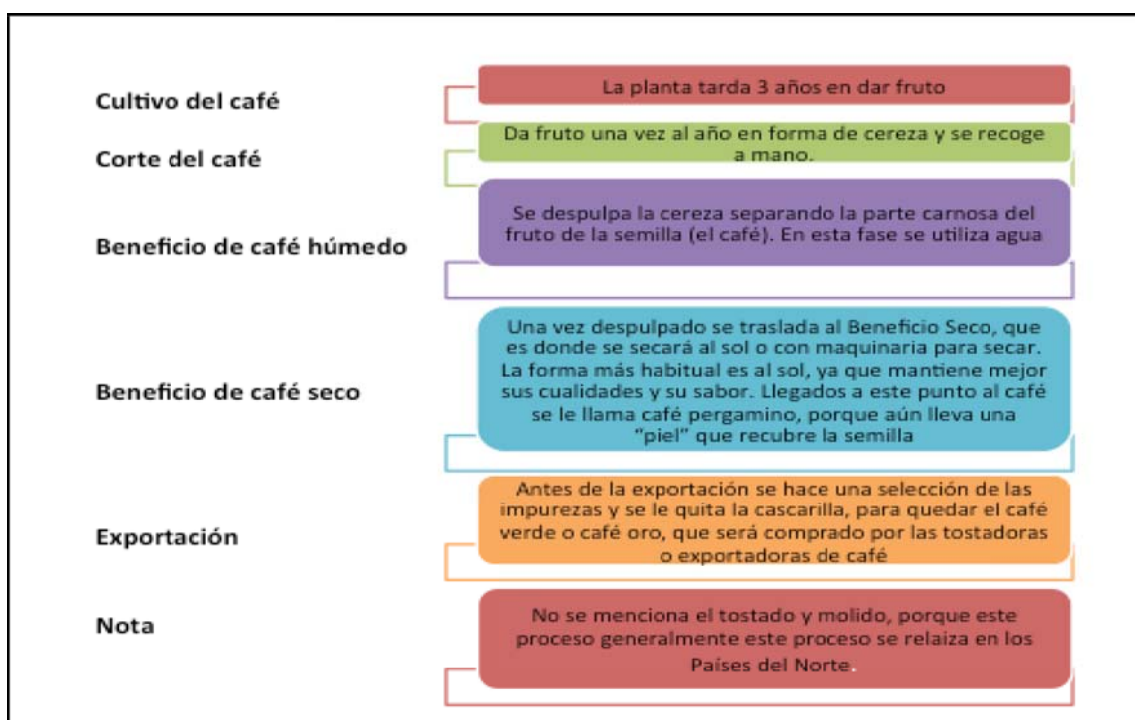 Cultivo del café
La planta tarda 3 años en dar fruto
Corte del café
Da fruto una vez al año en forma de cereza y se recoge
a mano.
Beneficio de café húmedo
Se despulpa la cereza separando la parte carnosa del
fruto de la semilla (el café). En esta fase se utiliza agua
Beneficio de café seco
Una vez despulpado se traslada al Beneficio Seco, que
es donde se secará al sol o con maquinaria para secar.
La forma más habitual es al sol, ya que mantiene mejor
sus cualidades y su sabor. Llegados a este punto al café
se le llama café pergamino, porque aún lleva una
“piel” que recubre la semilla
Exportación
Antes de la exportación se hace una selección de las
impurezas y se le quita la cascarilla, para quedar el café
verde o café oro, que será comprado por las tostadoras
o exportadoras de café
Nota
No se menciona el tostado y molido, porque este
proceso generalmente este proceso se relaiza en los
Países del Norte.